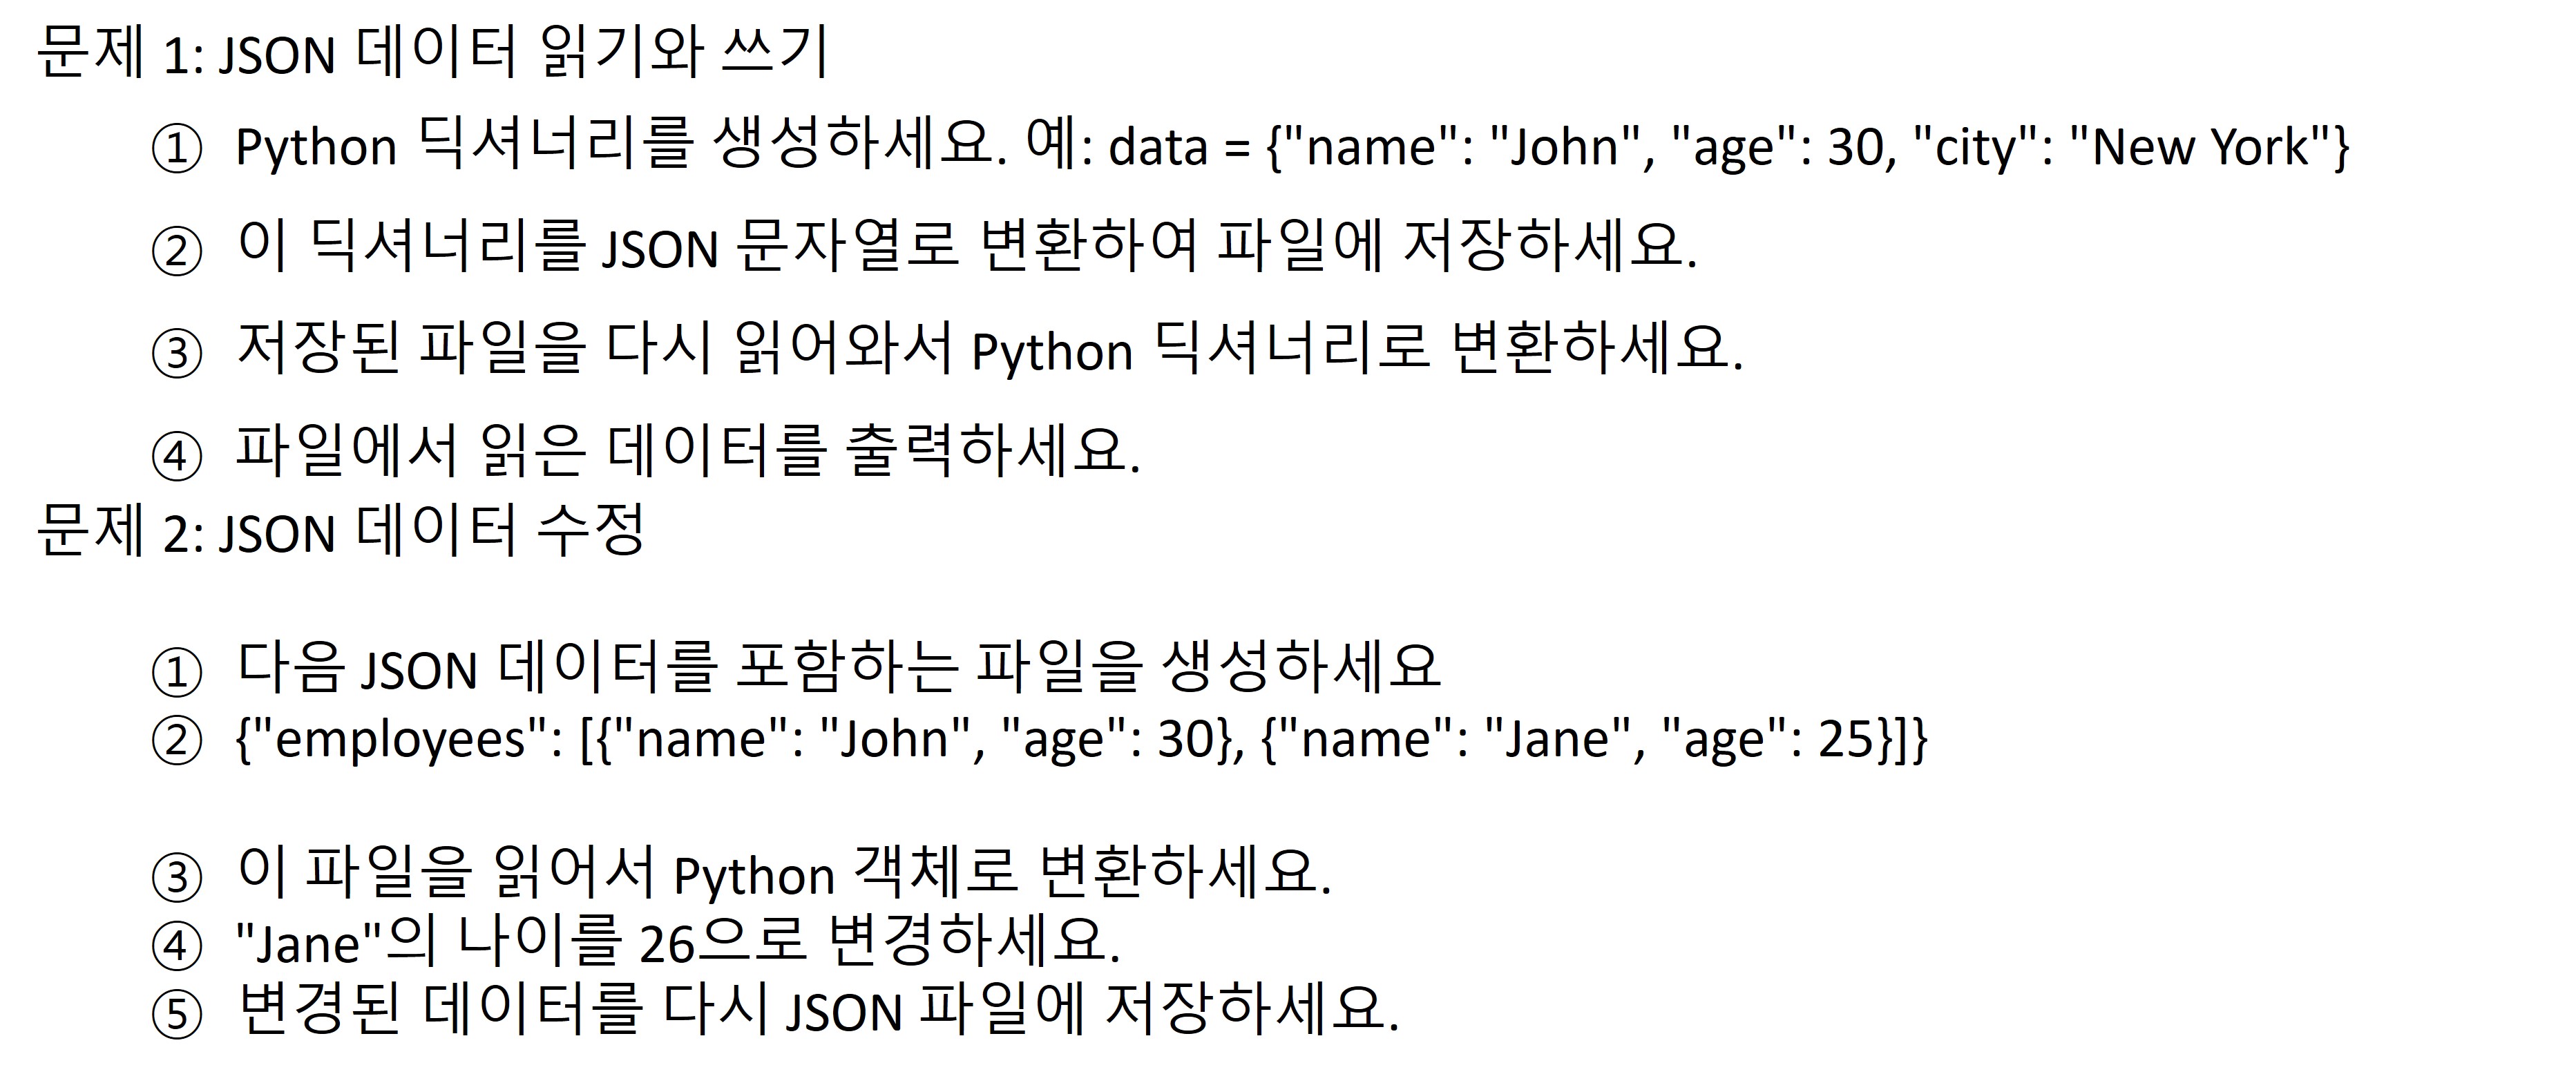 문제 1: JSON 데이터 읽기와 쓰기
① Python 딕셔너리를 생성하세요. 예: data = {"name": "John", "age": 30, "city": "New York"}
② 이 딕셔너리를 JSON 문자열로 변환하여 파일에 저장하세요.
③ 저장된 파일을 다시 읽어와서 Python 딕셔너리로 변환하세요.
④ 파일에서 읽은 데이터를 출력하세요.
문제 2: JSON 데이터 수정
① 다음 JSON 데이터를 포함하는 파일을 생성하세요
② {"employees": [{"name": "John", "age": 30}, {"name": "Jane", "age": 25}]}
③ 이 파일을 읽어서 Python 객체로 변환하세요.
④ "Jane"의 나이를 26으로 변경하세요.
⑤ 변경된 데이터를 다시 JSON 파일에 저장하세요.